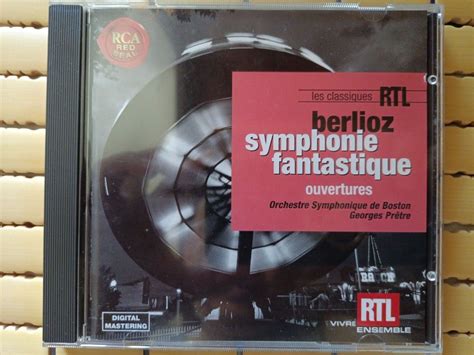 RCA
RED SEAL
les classiques RTL
berlioz
symphonie
fantastique
ouvertures
Orchestre Symphonique de Boston
Georges Prêtre
DIGITAL
MASTERING
VIVRE
RTL
ENSEMBLE